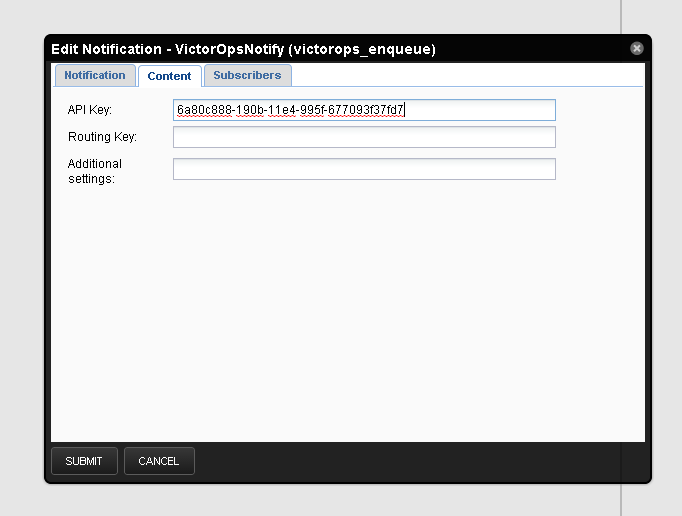 Edit Notification - VictorOpsNotify (victorops_enqueue)
Notification Content Subscribers
API Key: 6a80c888-190b-11e4-995f-677093f37fd7
Routing Key:
Additional
settings:
SUBMIT CANCEL